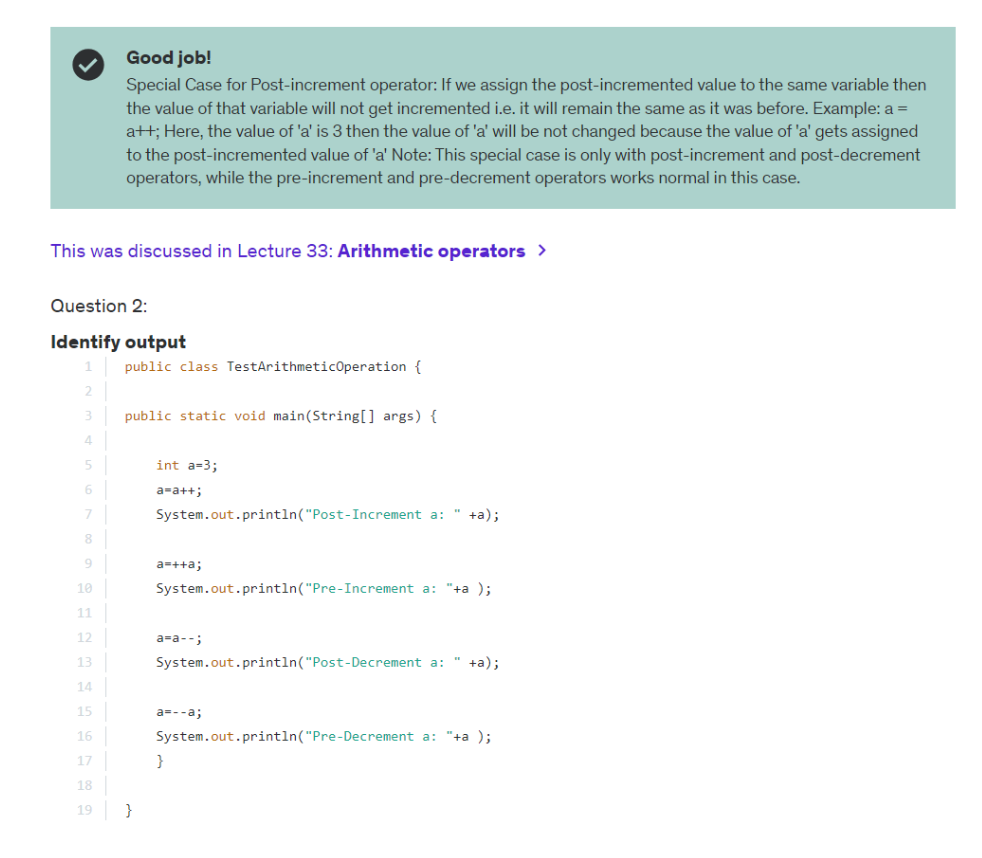 Good job!
Special Case for Post-increment operator: If we assign the post-incremented value to the same variable then
the value of that variable will not get incremented i.e. it will remain the same as it was before. Example: a =
a++; Here, the value of 'a' is 3 then the value of 'a' will be not changed because the value of 'a' gets assigned
to the post-incremented value of 'a' Note: This special case is only with post-increment and post-decrement
operators, while the pre-increment and pre-decrement operators works normal in this case.
This was discussed in Lecture 33: Arithmetic operators >
Question 2:
Identify output
1 public class TestArithmeticOperation {
2
3 public static void main(String[] args) {
4
5 int a=3;
6 a=a++;
7 System.out.println("Post-Increment a: " +a);
8
9 a=++a;
10 System.out.println("Pre-Increment a: "+a );
11
12 a=a--;
13 System.out.println("Post-Decrement a: " +a);
14
15 a=--a;
16 System.out.println("Pre-Decrement a: "+a );
17 }
18
19 }